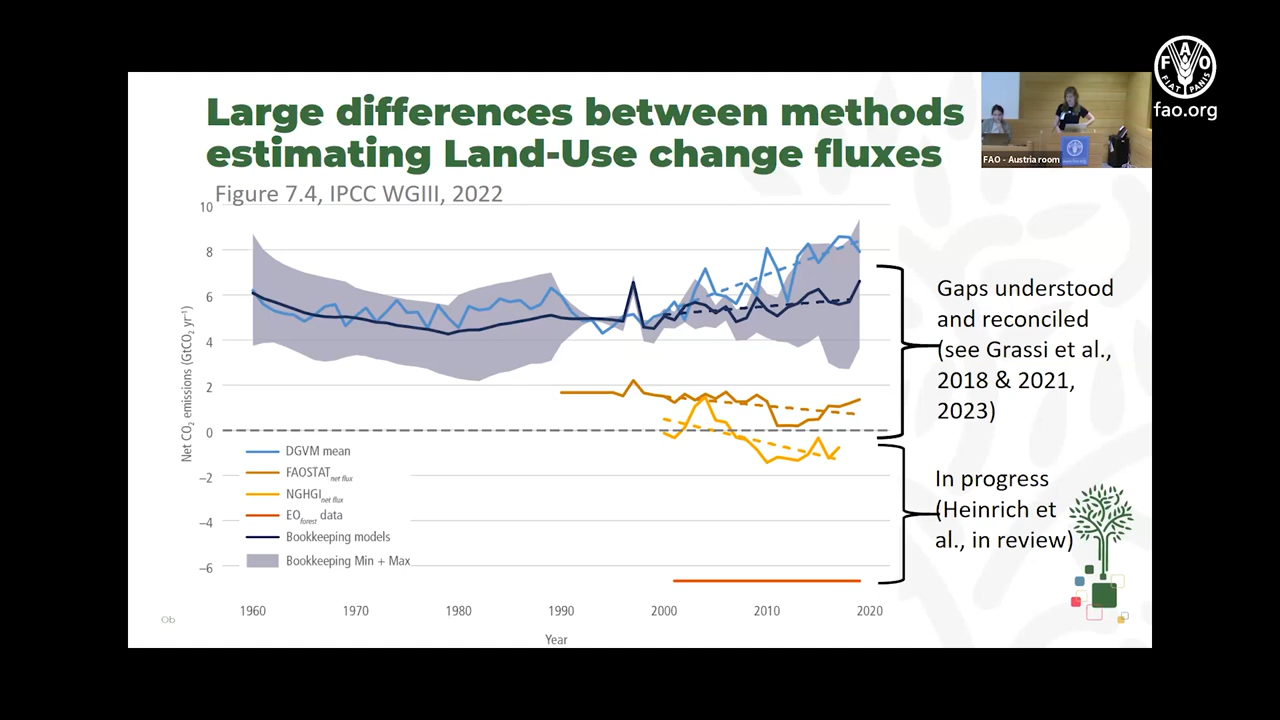 Large differences between methods
estimating Land-Use change fluxes
Figure 7.4, IPCC WGIII, 2022
FAO - Austria room
FAO
FIAT PANIS
fao.org
10
8
6
4
2
0
−2
−4
−6
Net CO2 emissions (GtCO2 yr-1)
DGVM mean
FAOSTAT net flux
NGHGI net flux
EO forest data
Bookkeeping models
Bookkeeping Min + Max
1960 1970 1980 1990 2000 2010 2020
Year
Gaps understood
and reconciled
(see Grassi et al.,
2018 & 2021,
2023)
In progress
(Heinrich et
al., in review)
Ob